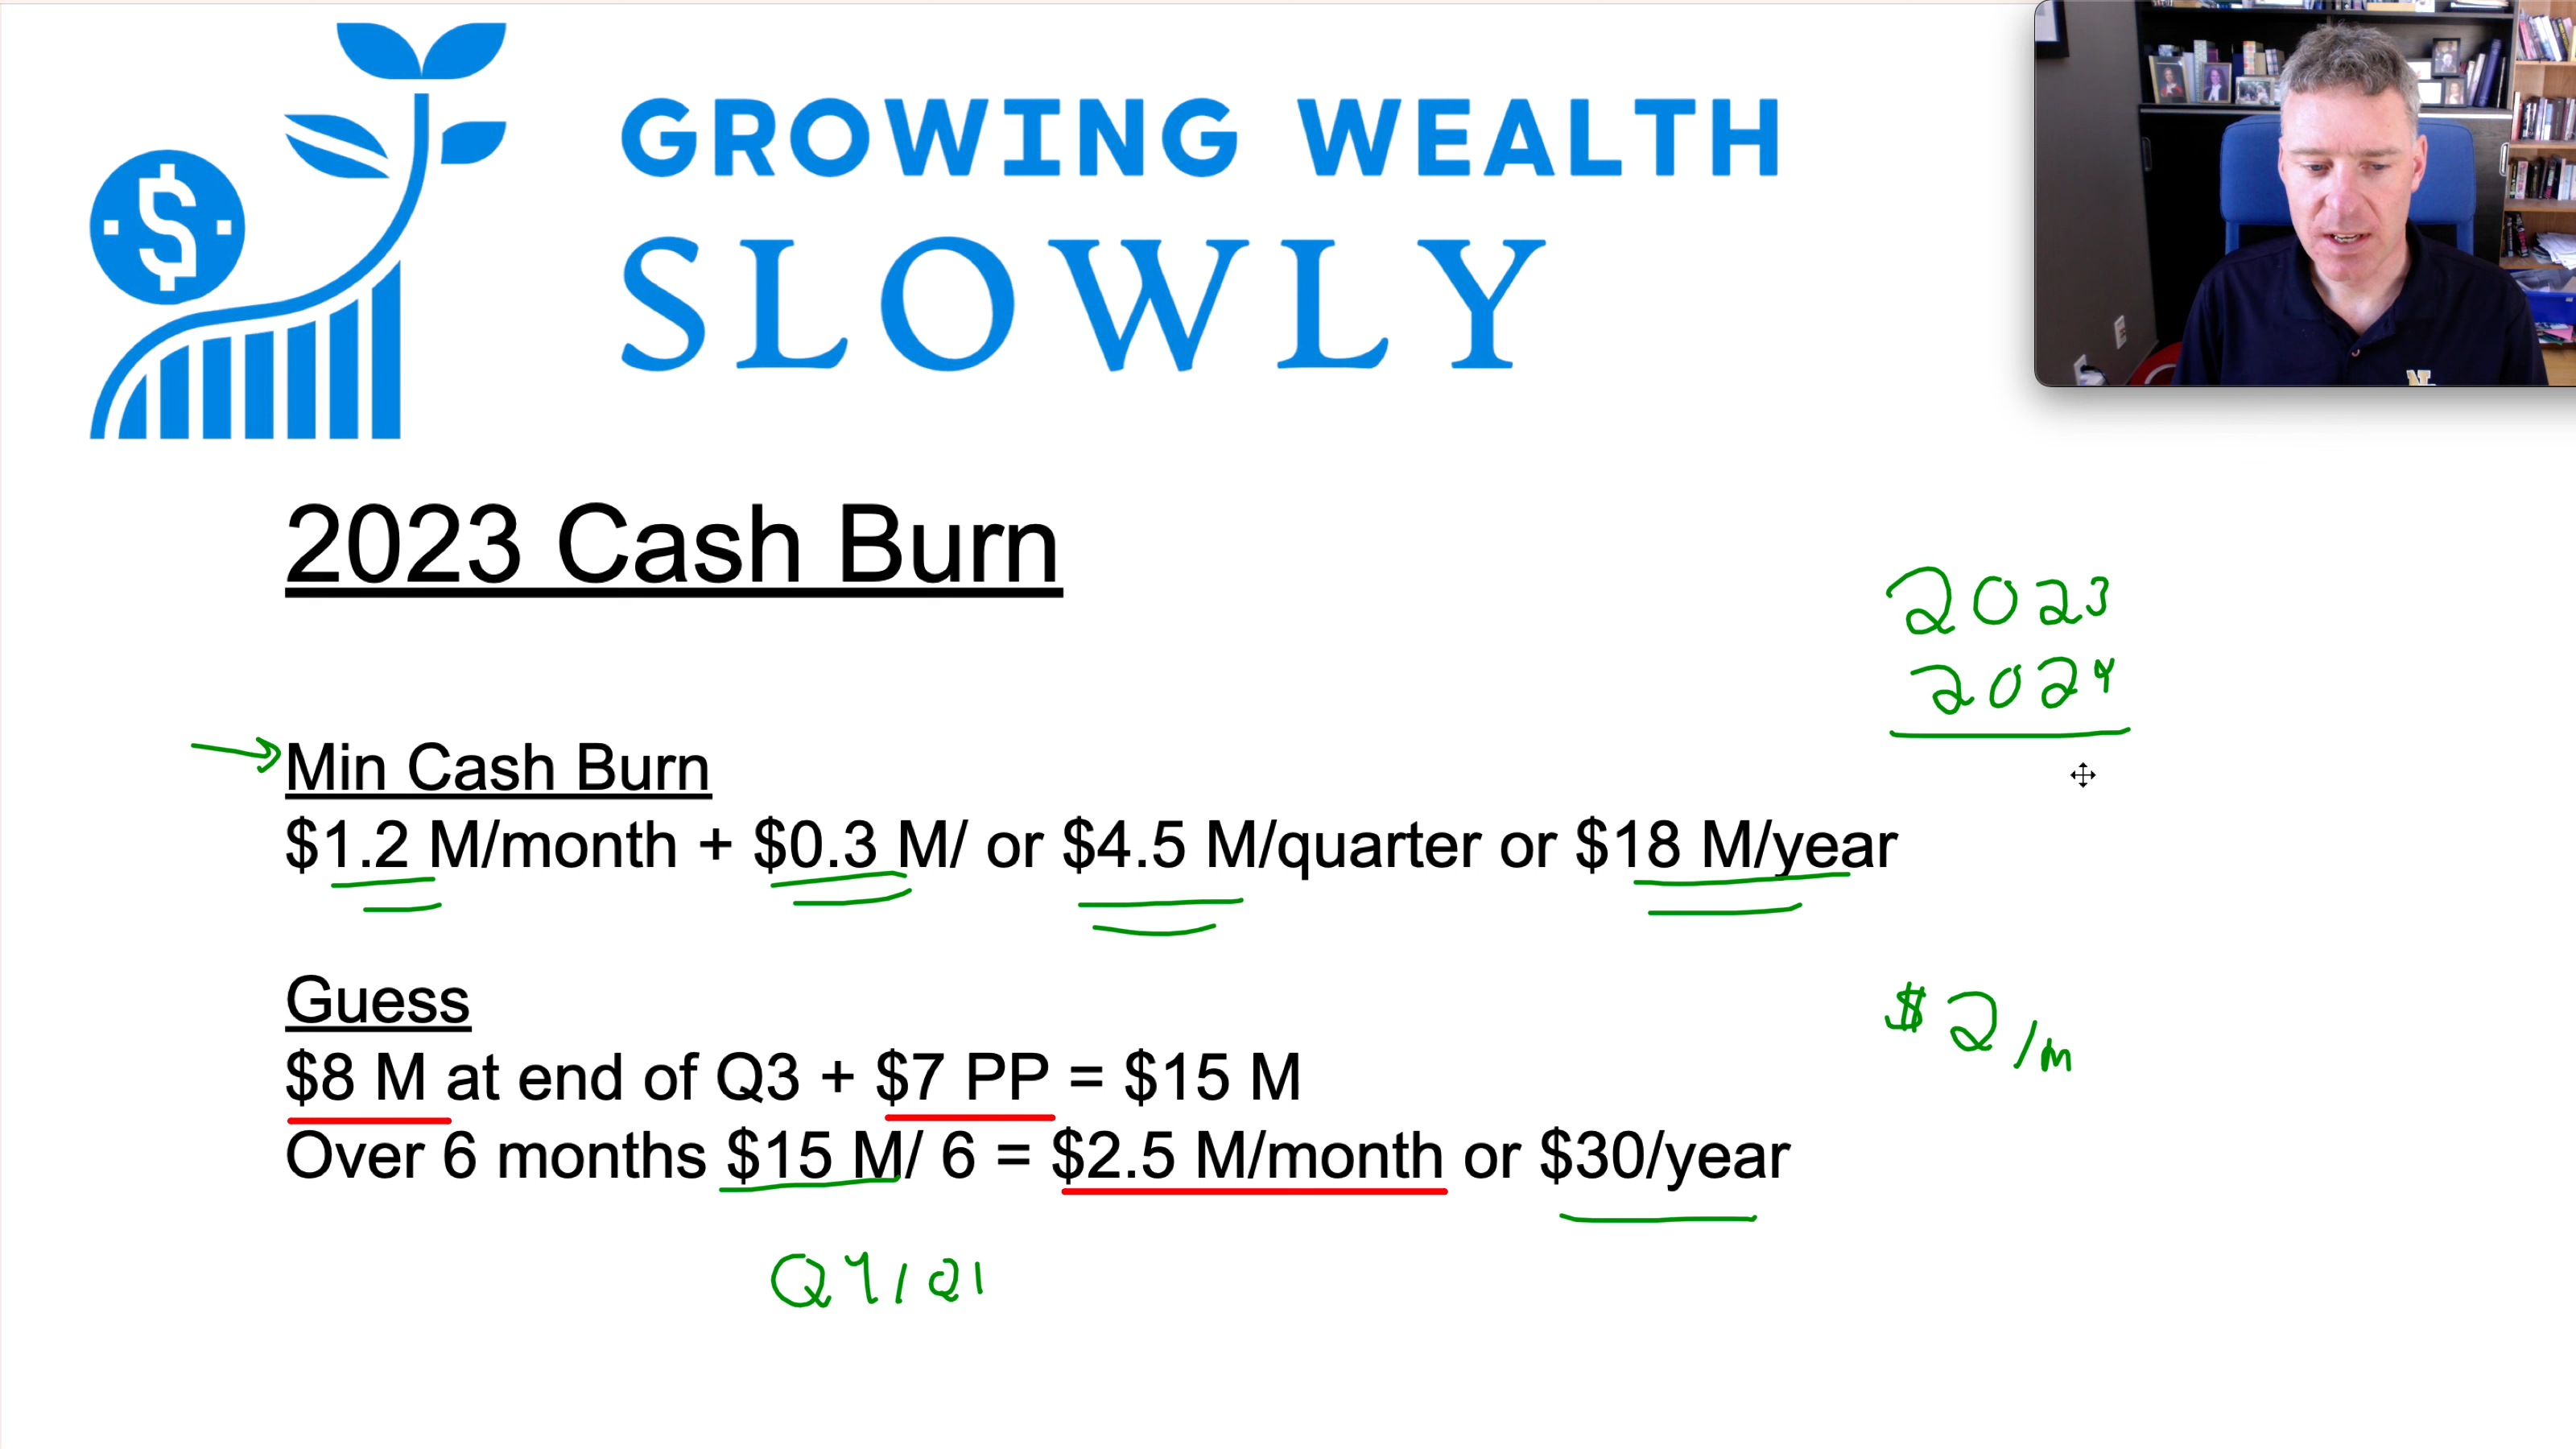 GROWING WEALTH
SLOWLY
2023 Cash Burn
2023
2024
Min Cash Burn
$1.2 M/month + $0.3 M/ or $4.5 M/quarter or $18 M/year
Guess
$2/m
$8 M at end of Q3 + $7 PP = $15 M
Over 6 months $15 M/ 6 = $2.5 M/month or $30/year
Q4/Q1